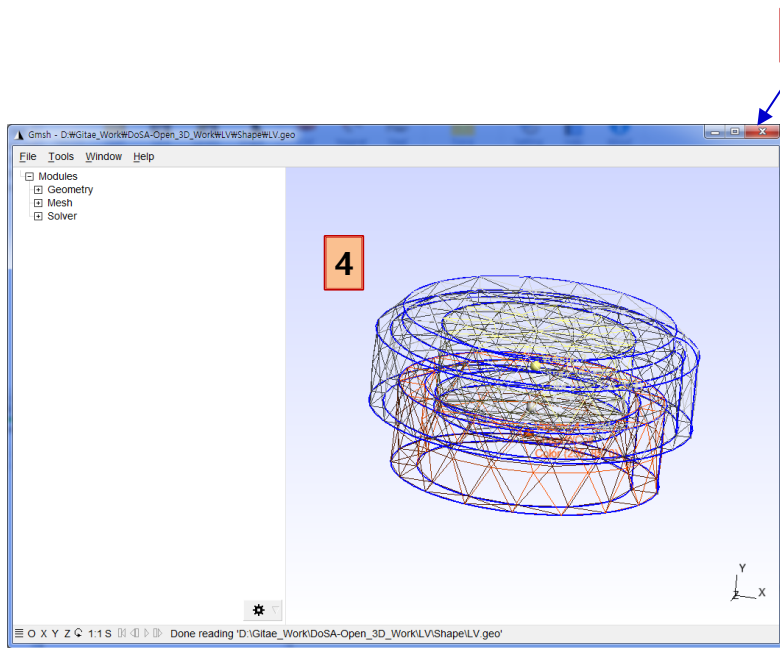 Gmsh - D:₩Gitae_Work₩DoSA-Open_3D_Work₩LV₩Shape₩LV.geo
File Tools Window Help
Modules
Geometry
Mesh
Solver
4
Y
Z X
O X Y Z 1:1 S Done reading 'D:\Gitae_Work\DoSA-Open_3D_Work\LV\Shape\LV.geo'